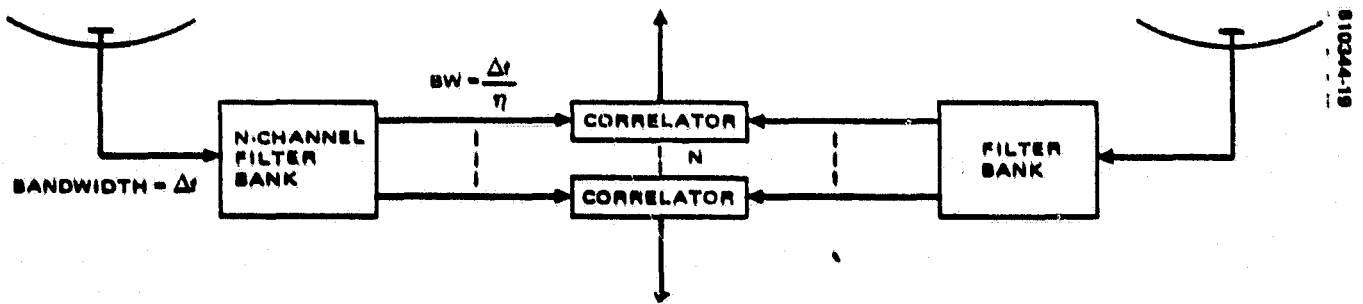 BW = Δf/η
N-CHANNEL
FILTER
BANK
BANDWIDTH = Δf
CORRELATOR
N
CORRELATOR
FILTER
BANK
810344-19